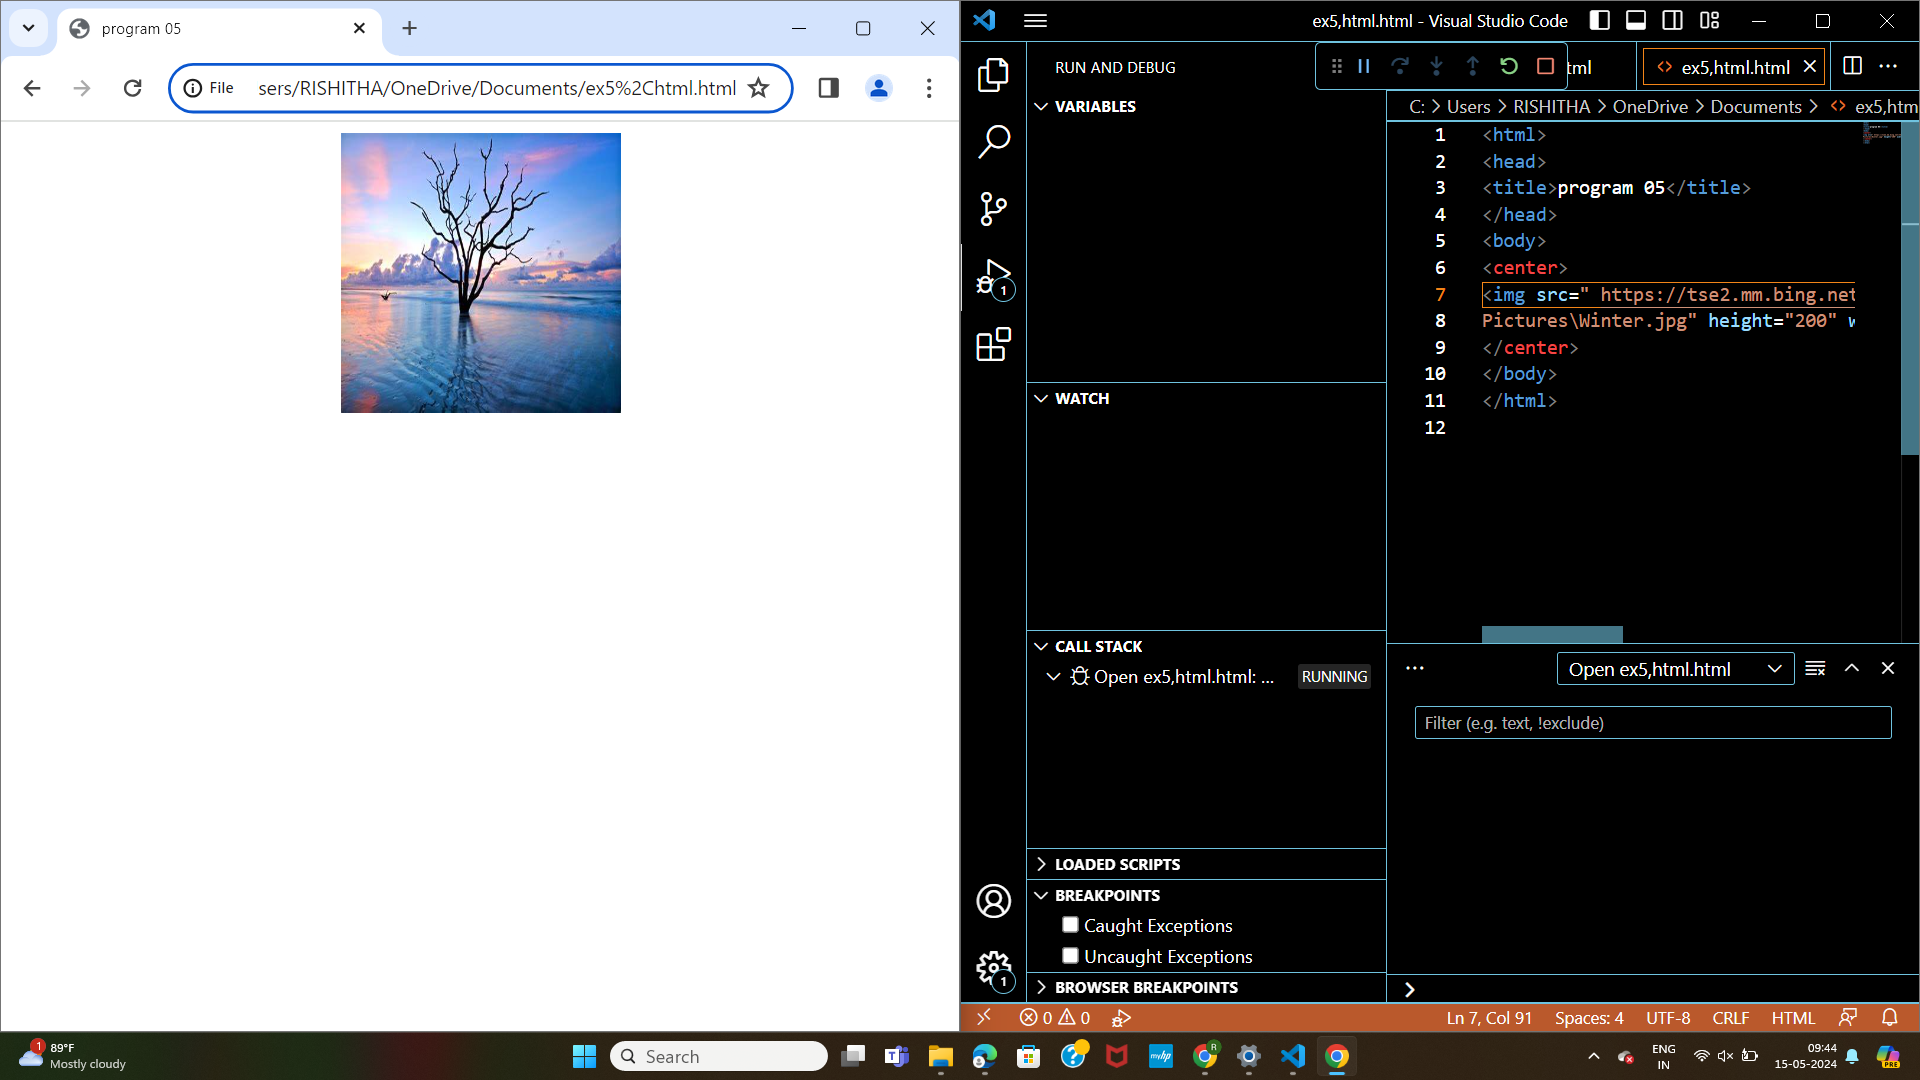 program 05
File
sers/RISHITHA/OneDrive/Documents/ex5%2Chtml.html
ex5,html.html - Visual Studio Code
RUN AND DEBUG
tml
ex5,html.html
C: > Users > RISHITHA > OneDrive > Documents > ex5,htm
VARIABLES
1 <html>
2 <head>
3 <title>program 05</title>
4 </head>
5 <body>
6 <center>
7 <img src=" https://tse2.mm.bing.net
8 Pictures\Winter.jpg" height="200" w
9 </center>
10 </body>
11 </html>
12
WATCH
CALL STACK
Open ex5,html.html: ...
RUNNING
Open ex5,html.html
Filter (e.g. text, !exclude)
LOADED SCRIPTS
BREAKPOINTS
Caught Exceptions
Uncaught Exceptions
BROWSER BREAKPOINTS
1
1
0 0
Ln 7, Col 91
Spaces: 4
UTF-8
CRLF
HTML
1
89°F
Mostly cloudy
Search
myhp
R
ENG
IN
09:44
15-05-2024
PRE